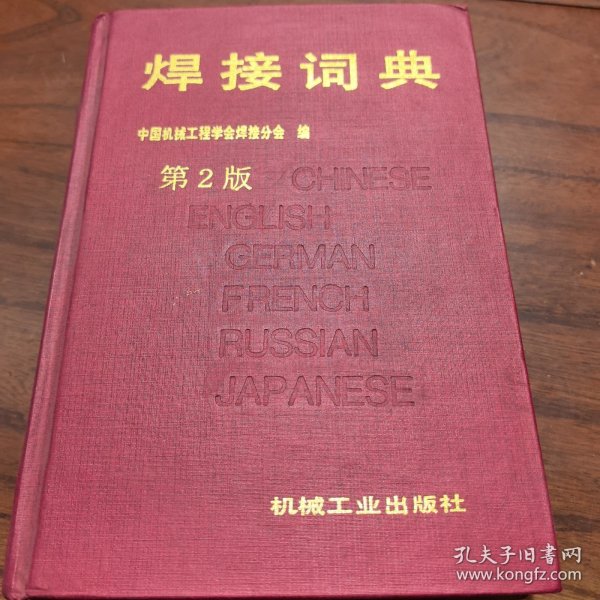 焊接词典
中国机械工程学会焊接分会 编
第2版 CHINESE
ENGLISH
GERMAN
FRENCH
RUSSIAN
JAPANESE
机械工业出版社
孔夫子旧书网
www.kongfz.com